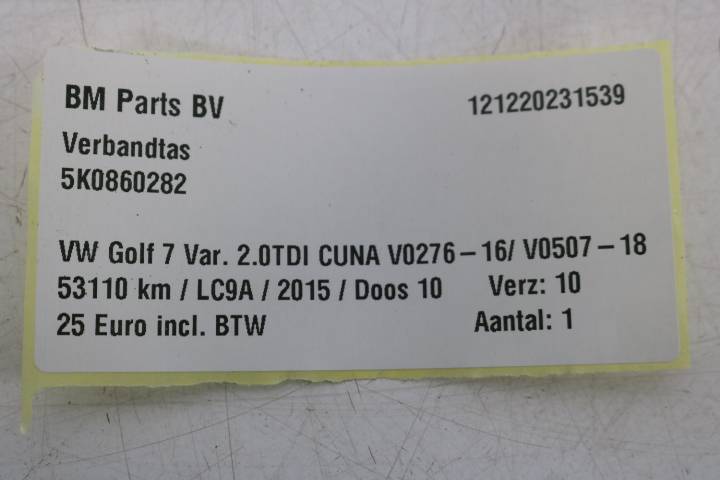 BM Parts BV 121220231539
Verbandtas
5K0860282
VW Golf 7 Var. 2.0TDI CUNA V0276-16/ V0507-18
53110 km / LC9A / 2015 / Doos 10 Verz: 10
25 Euro incl. BTW Aantal: 1